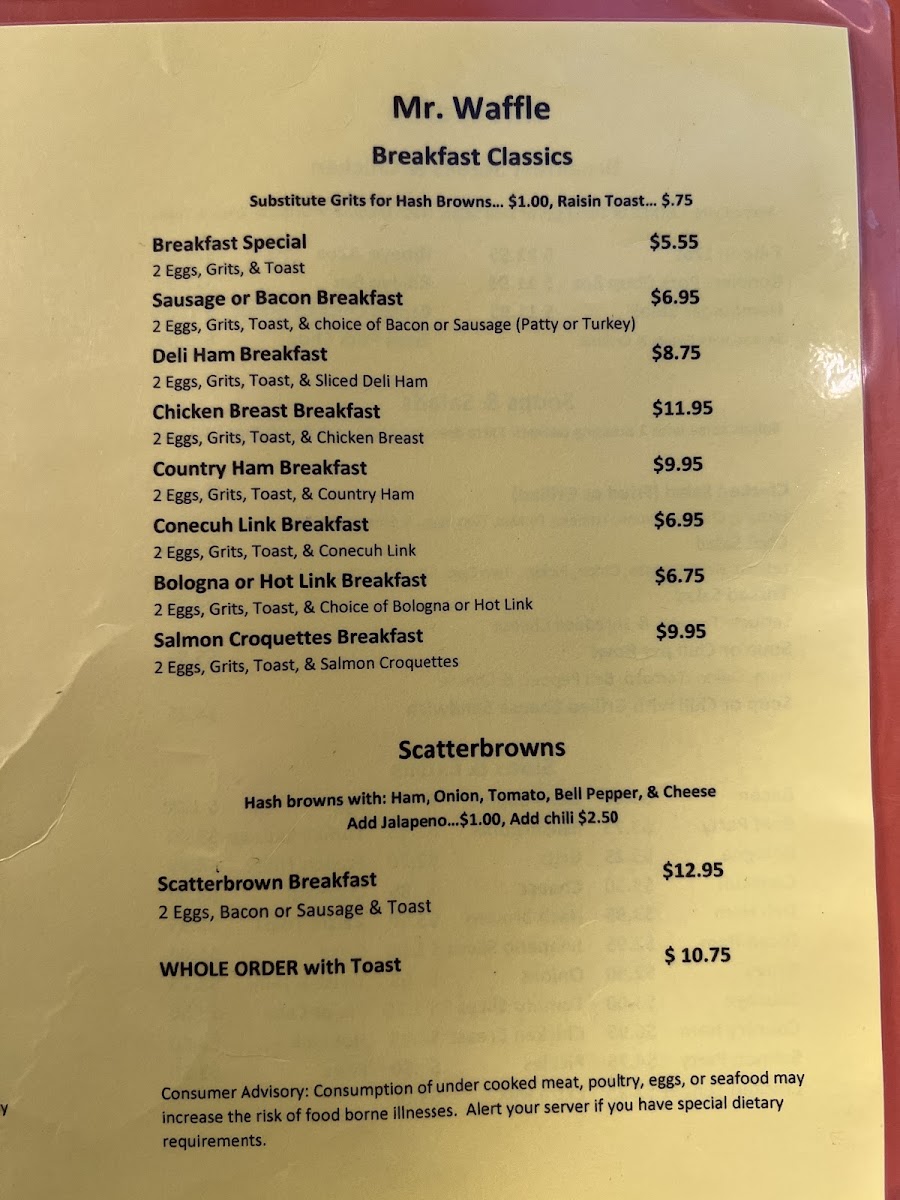 Mr. Waffle
Breakfast Classics
Substitute Grits for Hash Browns... $1.00, Raisin Toast... $.75
Breakfast Special $5.55
2 Eggs, Grits, & Toast
Sausage or Bacon Breakfast $6.95
2 Eggs, Grits, Toast, & choice of Bacon or Sausage (Patty or Turkey)
Deli Ham Breakfast $8.75
2 Eggs, Grits, Toast, & Sliced Deli Ham
Chicken Breast Breakfast $11.95
2 Eggs, Grits, Toast, & Chicken Breast
Country Ham Breakfast $9.95
2 Eggs, Grits, Toast, & Country Ham
Conecuh Link Breakfast $6.95
2 Eggs, Grits, Toast, & Conecuh Link
Bologna or Hot Link Breakfast $6.75
2 Eggs, Grits, Toast, & Choice of Bologna or Hot Link
Salmon Croquettes Breakfast $9.95
2 Eggs, Grits, Toast, & Salmon Croquettes
Scatterbrowns
Hash browns with: Ham, Onion, Tomato, Bell Pepper, & Cheese
Add Jalapeno...$1.00, Add chili $2.50
Scatterbrown Breakfast $12.95
2 Eggs, Bacon or Sausage & Toast
WHOLE ORDER with Toast $ 10.75
Consumer Advisory: Consumption of under cooked meat, poultry, eggs, or seafood may
increase the risk of food borne illnesses. Alert your server if you have special dietary
requirements.
y